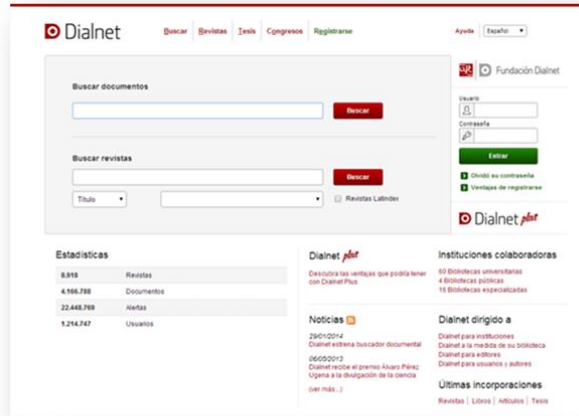 Dialnet
Buscar | Revistas | Tesis | Congresos | Registrarse
Ayuda
Español
Buscar documentos
Buscar
Buscar revistas
Buscar
Título
Revistas Latindex
Fundación Dialnet
Usuario
Contraseña
Entrar
Olvidó su contraseña
Ventajas de registrarse
Dialnet plus
Estadísticas
8.918 Revistas
4.166.788 Documentos
22.448.769 Alertas
1.214.747 Usuarios
Dialnet plus
Descubra las ventajas que podría tener
con Dialnet Plus
Noticias
29/01/2014
Dialnet estrena buscador documental
06/05/2013
Dialnet recibe el premio Álvaro Pérez
Ugena a la divulgación de la ciencia
(ver más...)
Instituciones colaboradoras
60 Bibliotecas universitarias
4 Bibliotecas públicas
16 Bibliotecas especializadas
Dialnet dirigido a
Dialnet para instituciones
Dialnet a la medida de su biblioteca
Dialnet para editores
Dialnet para usuarios y autores
Últimas incorporaciones
Revistas | Libros | Artículos | Tesis